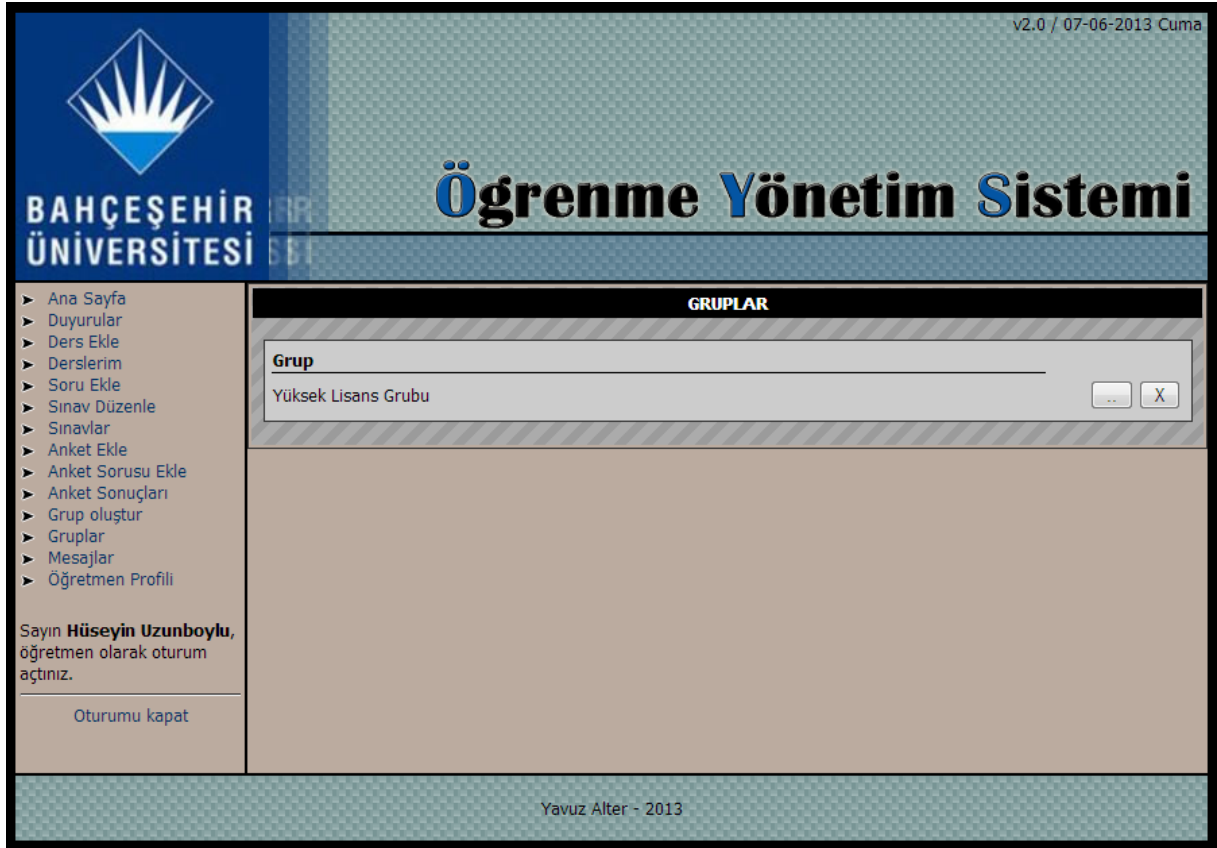 v2.0 / 07-06-2013 Cuma
BAHÇEŞEHİR
ÜNİVERSİTESİ
Ögrenme Yönetim Sistemi
Ana Sayfa
Duyurular
Ders Ekle
Derslerim
Soru Ekle
Sınav Düzenle
Sınavlar
Anket Ekle
Anket Sorusu Ekle
Anket Sonuçları
Grup oluştur
Gruplar
Mesajlar
Öğretmen Profili
Sayın Hüseyin Uzunboylu,
öğretmen olarak oturum
açtınız.
Oturumu kapat
GRUPLAR
Grup
Yüksek Lisans Grubu .. X
Yavuz Alter - 2013